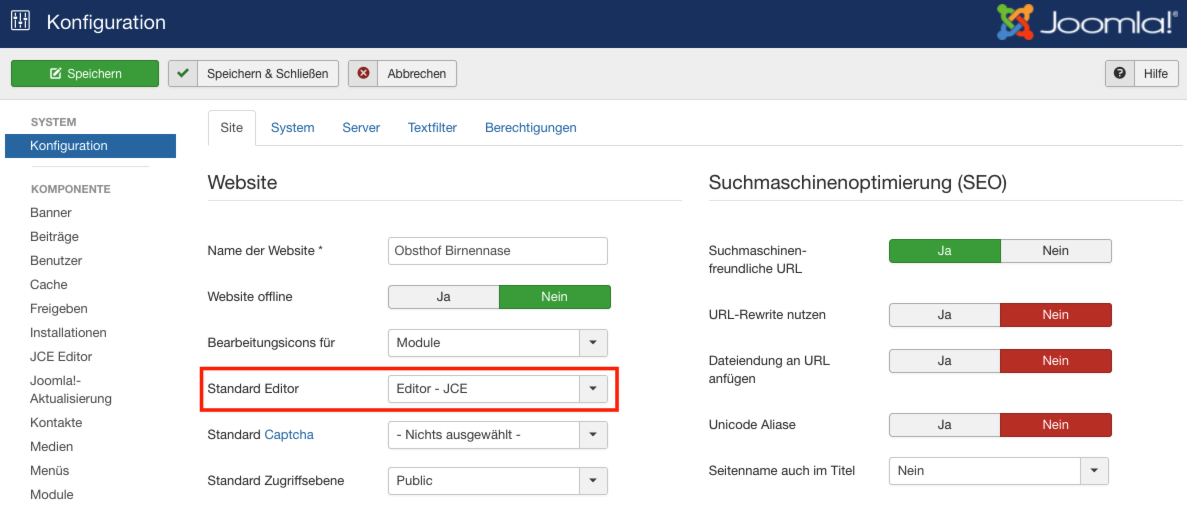 Konfiguration
Joomla!®
Speichern
Speichern & Schließen
Abbrechen
Hilfe
SYSTEM
Konfiguration
KOMPONENTE
Banner
Beiträge
Benutzer
Cache
Freigeben
Installationen
JCE Editor
Joomla!-
Aktualisierung
Kontakte
Medien
Menüs
Module
Site System Server Textfilter Berechtigungen
Website
Name der Website * Obsthof Birnennase
Website offline Ja Nein
Bearbeitungsicons für Module
Standard Editor Editor - JCE
Standard Captcha - Nichts ausgewählt -
Standard Zugriffsebene Public
Suchmaschinenoptimierung (SEO)
Suchmaschinen-
freundliche URL Ja Nein
URL-Rewrite nutzen Ja Nein
Dateiendung an URL
anfügen Ja Nein
Unicode Aliase Ja Nein
Seitenname auch im Titel Nein